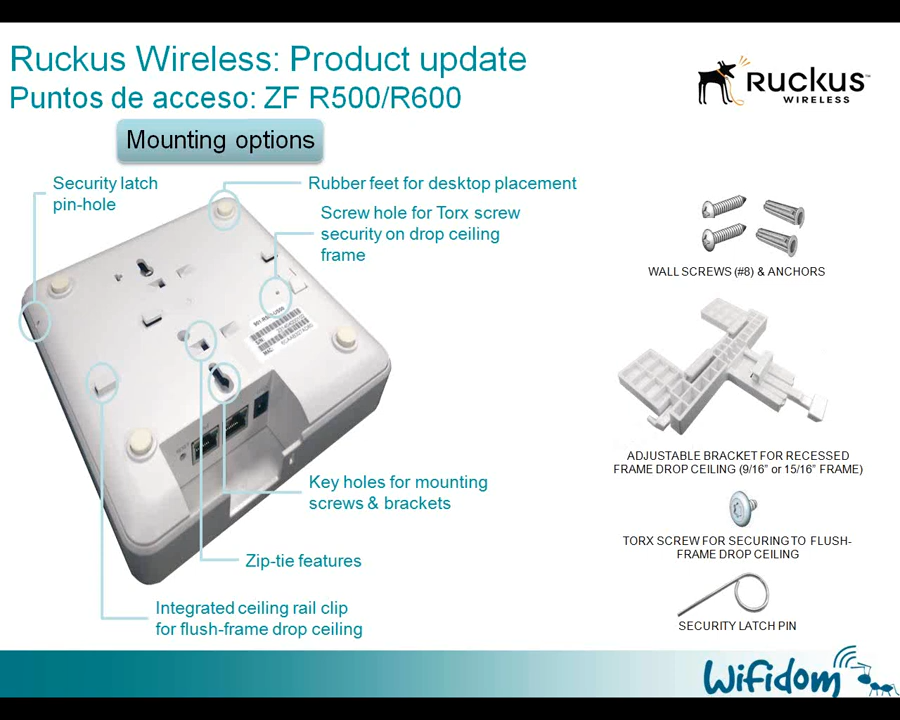 Ruckus Wireless: Product update
Puntos de acceso: ZF R500/R600
RUCKUS™
WIRELESS
Mounting options
Security latch
pin-hole
Rubber feet for desktop placement
Screw hole for Torx screw
security on drop ceiling
frame
WALL SCREWS (#8) & ANCHORS
ADJUSTABLE BRACKET FOR RECESSED
FRAME DROP CEILING (9/16” or 15/16” FRAME)
Key holes for mounting
screws & brackets
TORX SCREW FOR SECURING TO FLUSH-
FRAME DROP CEILING
Zip-tie features
Integrated ceiling rail clip
for flush-frame drop ceiling
SECURITY LATCH PIN
WiFidom